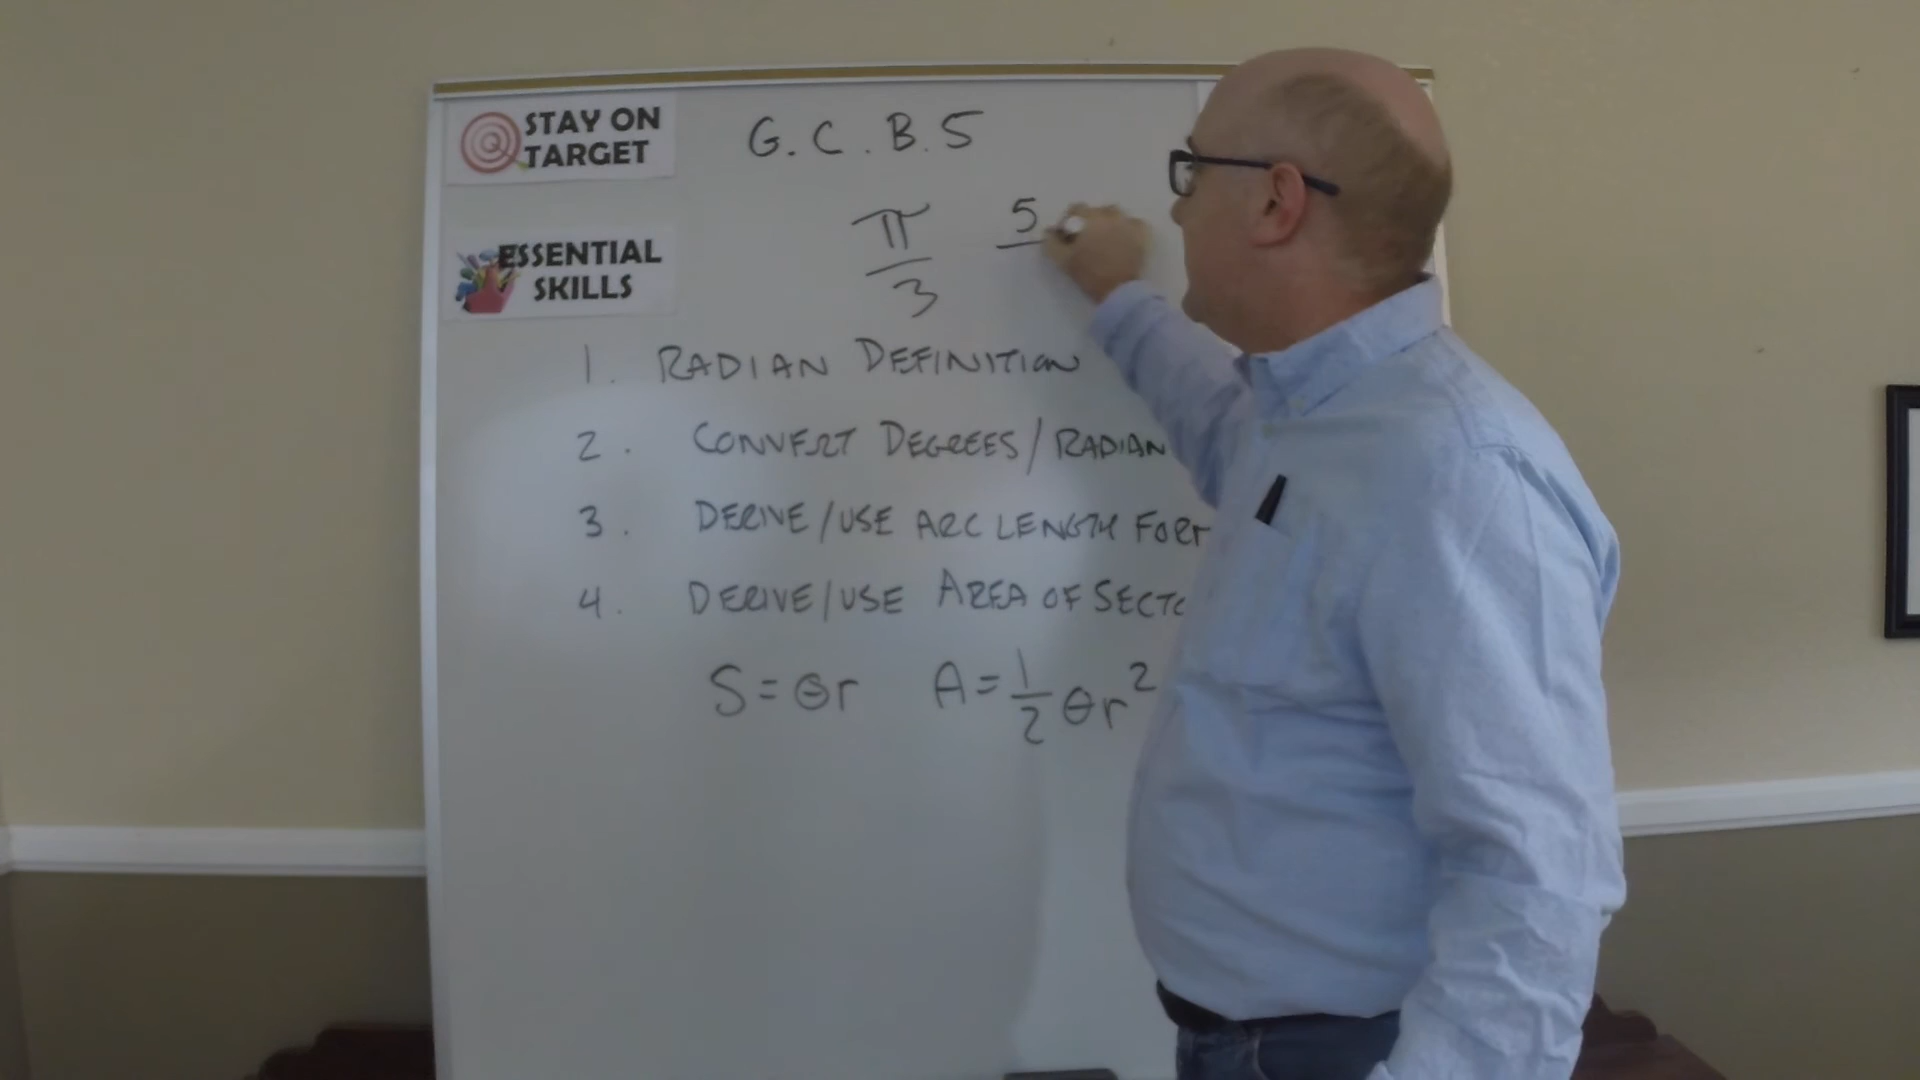 STAY ON
TARGET
G. C. B. 5
π/3 5
ESSENTIAL
SKILLS
1. RADIAN DEFINITION
2. CONVERT DEGREES/RADIAN
3. DERIVE/USE ARC LENGTH FOR
4. DERIVE/USE AREA OF SECTO
S=θr A=1/2 θr²